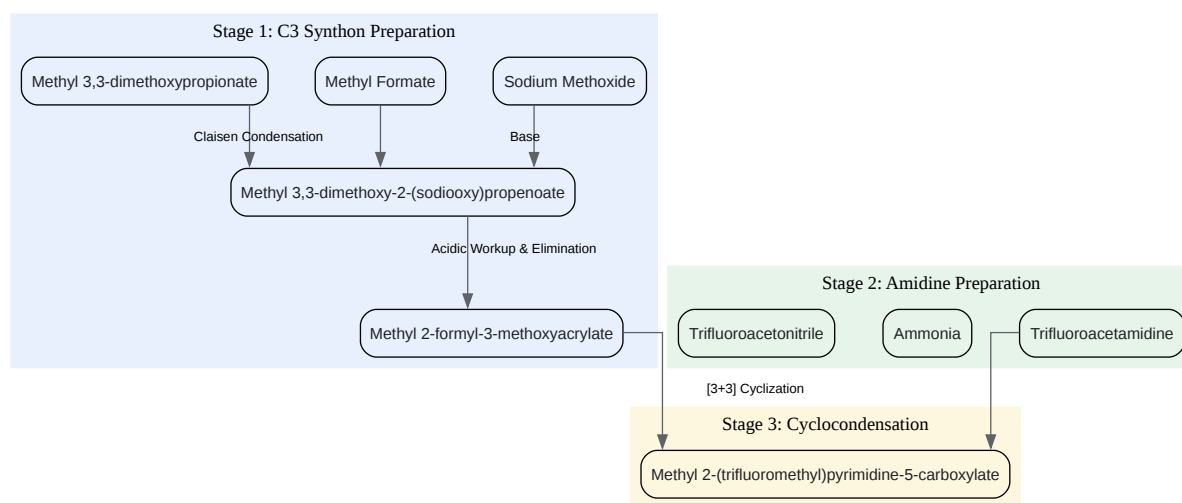 Stage 1: C3 Synthon Preparation
Methyl 3,3-dimethoxypropionate
Methyl Formate
Sodium Methoxide
Claisen Condensation
Base
Methyl 3,3-dimethoxy-2-(sodiooxy)propenoate
Acidic Workup & Elimination
Methyl 2-formyl-3-methoxyacrylate
Stage 2: Amidine Preparation
Trifluoroacetonitrile
Ammonia
Trifluoroacetamidine
[3+3] Cyclization
Stage 3: Cyclocondensation
Methyl 2-(trifluoromethyl)pyrimidine-5-carboxylate